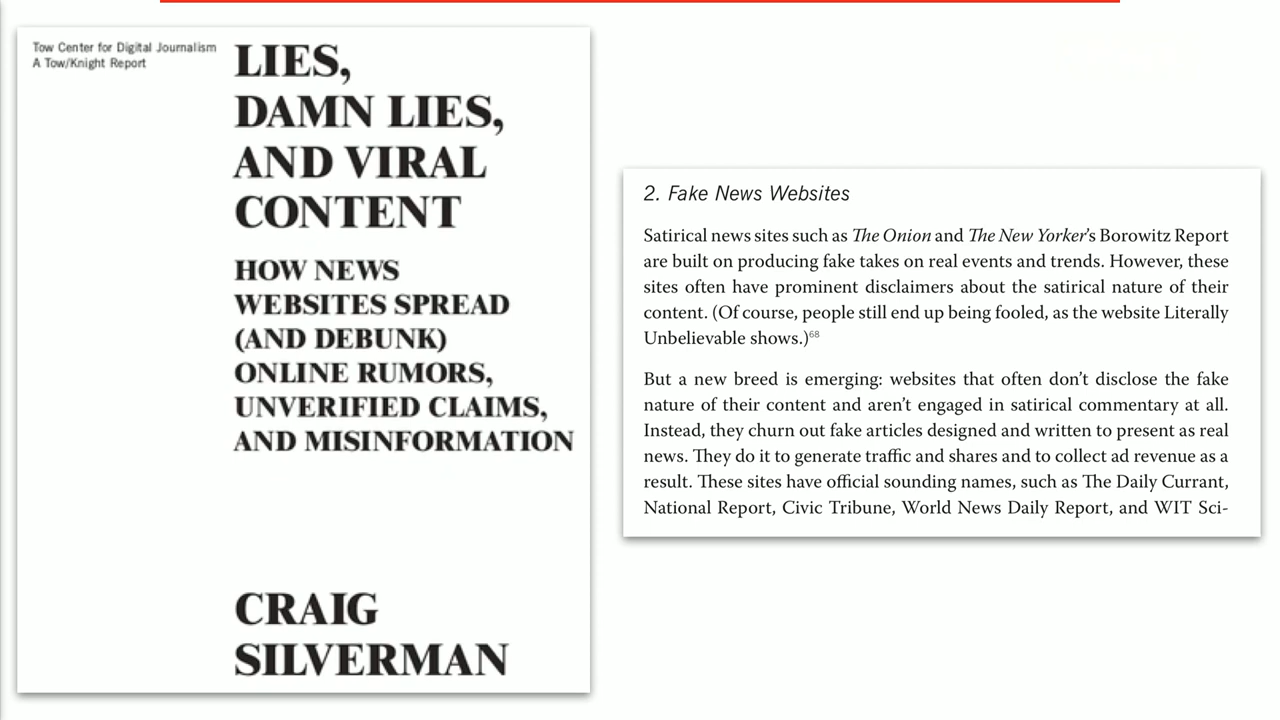 Tow Center for Digital Journalism
A Tow/Knight Report
LIES,
DAMN LIES,
AND VIRAL
CONTENT
HOW NEWS
WEBSITES SPREAD
(AND DEBUNK)
ONLINE RUMORS,
UNVERIFIED CLAIMS,
AND MISINFORMATION
CRAIG
SILVERMAN
2. Fake News Websites
Satirical news sites such as The Onion and The New Yorker’s Borowitz Report
are built on producing fake takes on real events and trends. However, these
sites often have prominent disclaimers about the satirical nature of their
content. (Of course, people still end up being fooled, as the website Literally
Unbelievable shows.)68
But a new breed is emerging: websites that often don’t disclose the fake
nature of their content and aren’t engaged in satirical commentary at all.
Instead, they churn out fake articles designed and written to present as real
news. They do it to generate traffic and shares and to collect ad revenue as a
result. These sites have official sounding names, such as The Daily Currant,
National Report, Civic Tribune, World News Daily Report, and WIT Sci-